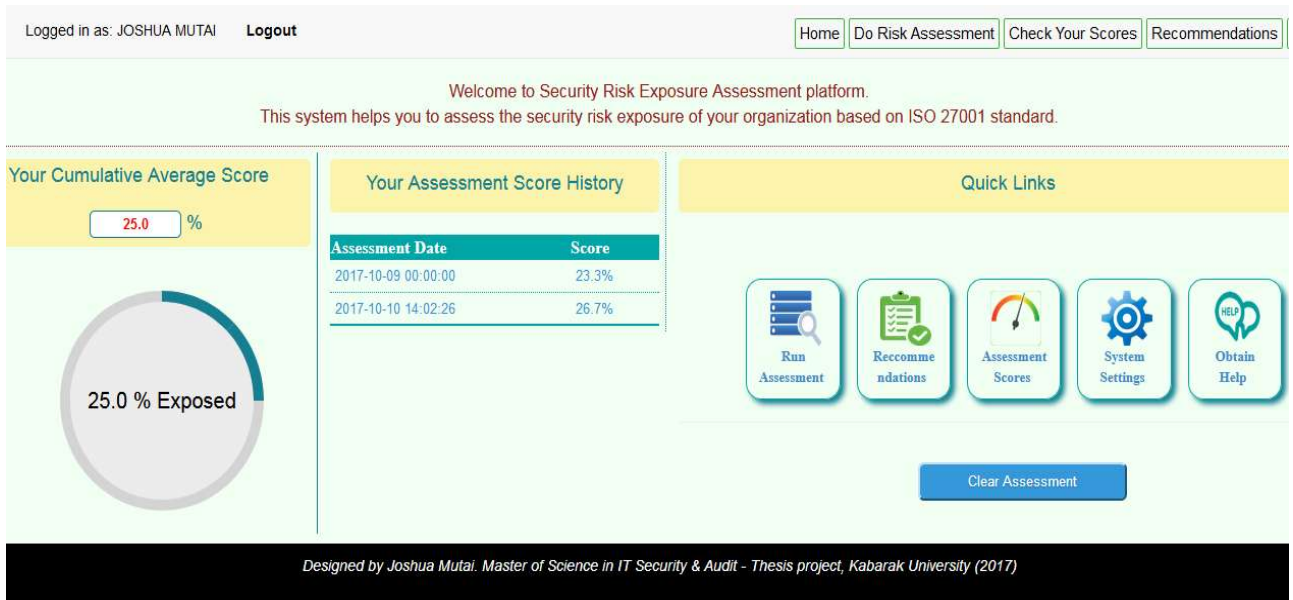 Logged in as: JOSHUA MUTAI Logout
Home Do Risk Assessment Check Your Scores Recommendations
Welcome to Security Risk Exposure Assessment platform.
This system helps you to assess the security risk exposure of your organization based on ISO 27001 standard.
Your Cumulative Average Score
25.0 %
25.0 % Exposed
Your Assessment Score History
Assessment Date Score
2017-10-09 00:00:00 23.3%
2017-10-10 14:02:26 26.7%
Quick Links
Run
Assessment
Reccomme
ndations
Assessment
Scores
System
Settings
HELP
Obtain
Help
Clear Assessment
Designed by Joshua Mutai. Master of Science in IT Security & Audit - Thesis project, Kabarak University (2017)